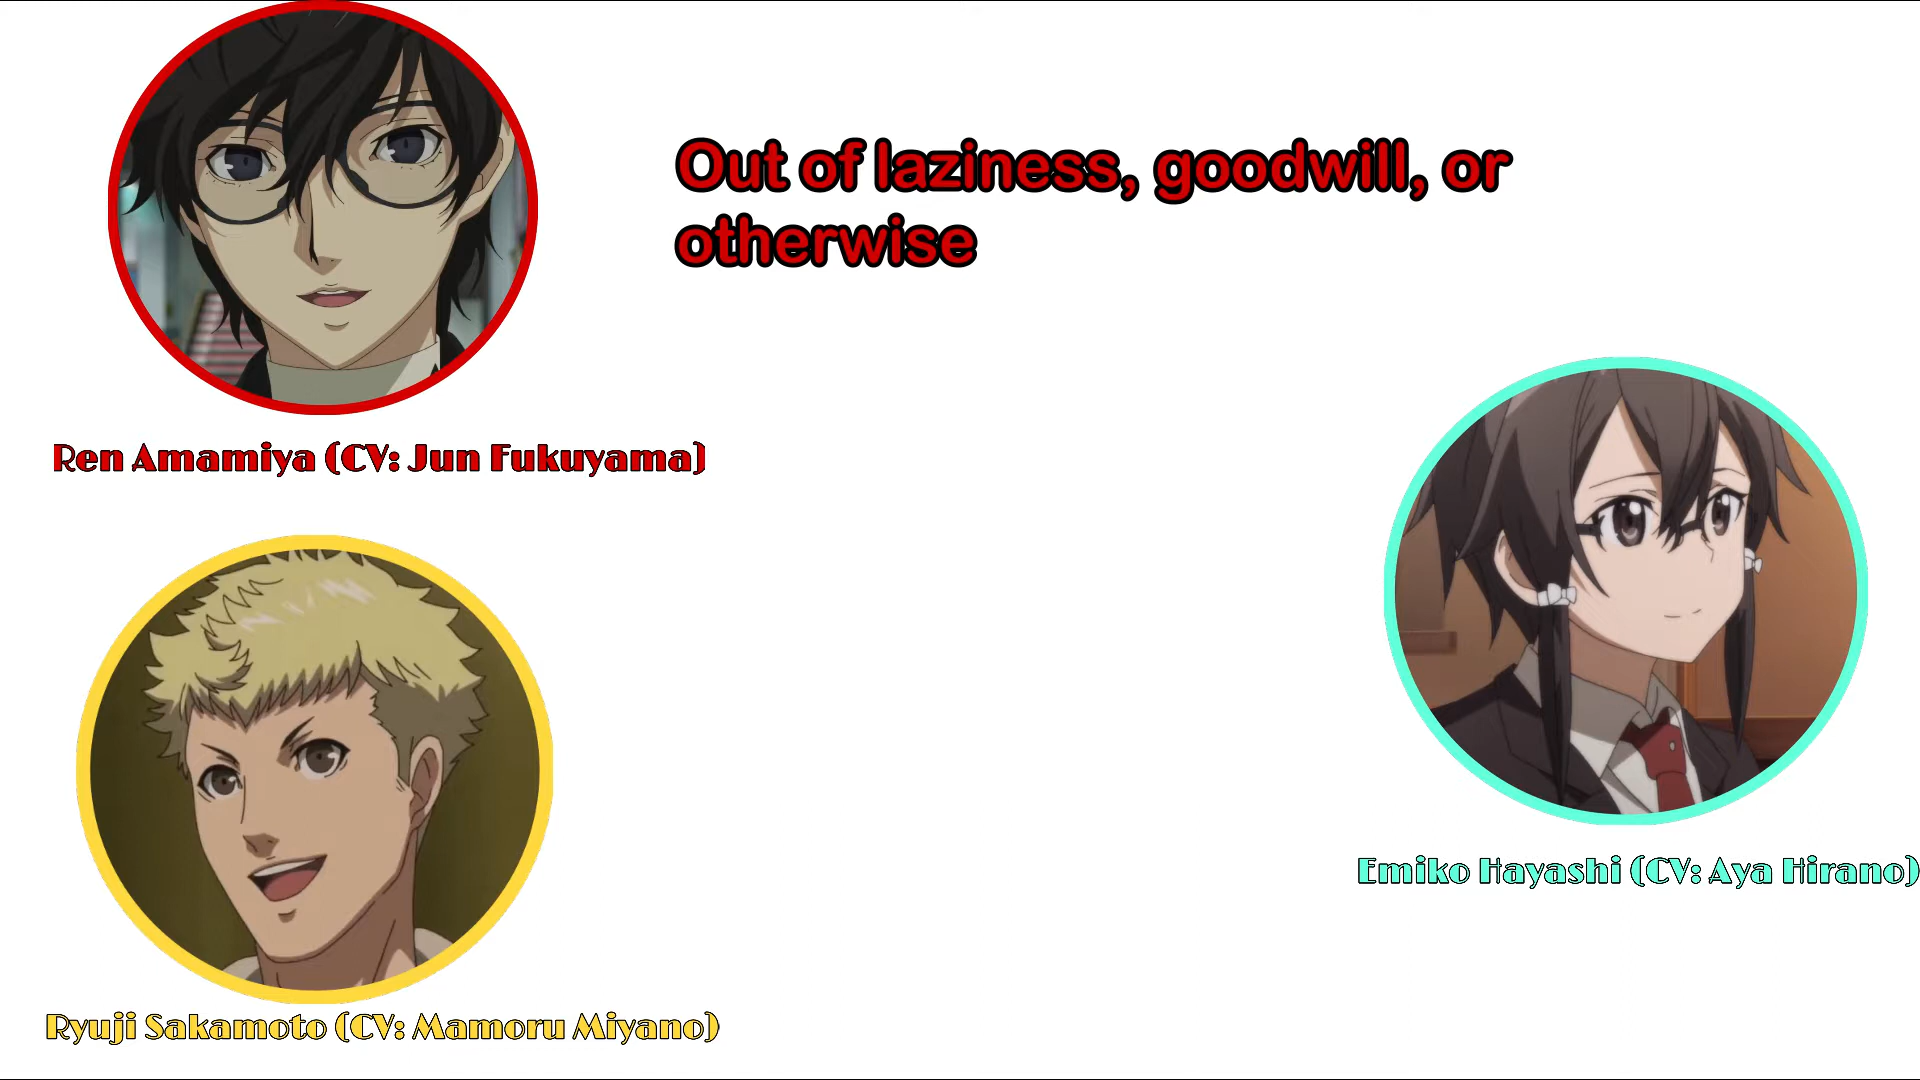 Out of laziness, goodwill, or
otherwise
Ren Amamiya (CV: Jun Fukuyama)
Emiko Hayashi (CV: Aya Hirano)
Ryuji Sakamoto (CV: Mamoru Miyano)